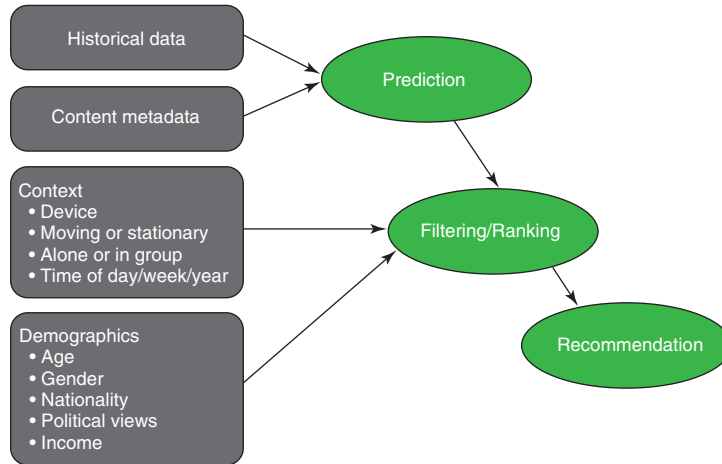 Historical data
Prediction
Content metadata
Context
• Device
• Moving or stationary
• Alone or in group
• Time of day/week/year
Filtering/Ranking
Recommendation
Demographics
• Age
• Gender
• Nationality
• Political views
• Income